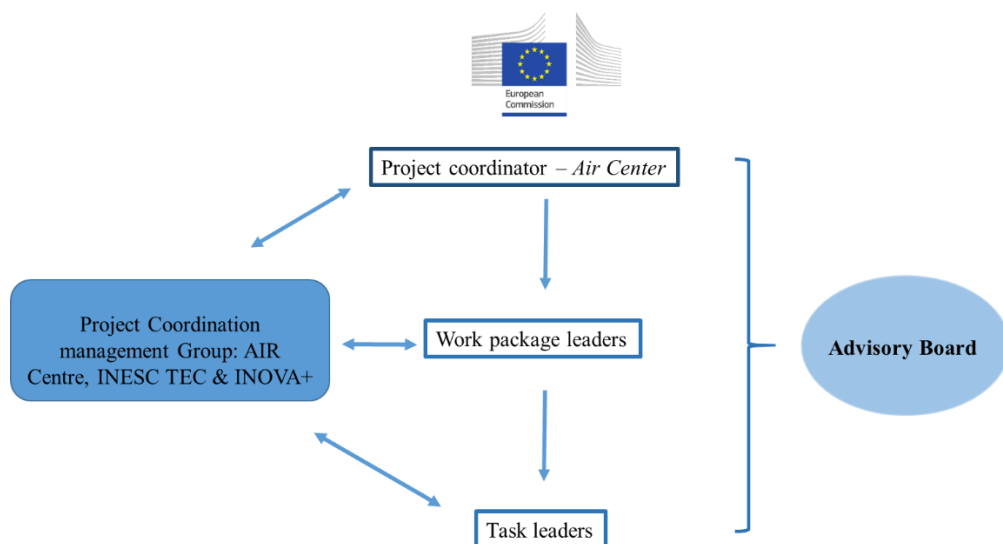 European
Commission
Project coordinator – Air Center
Project Coordination
management Group: AIR
Centre, INESC TEC & INOVA+
Work package leaders
Advisory Board
Task leaders